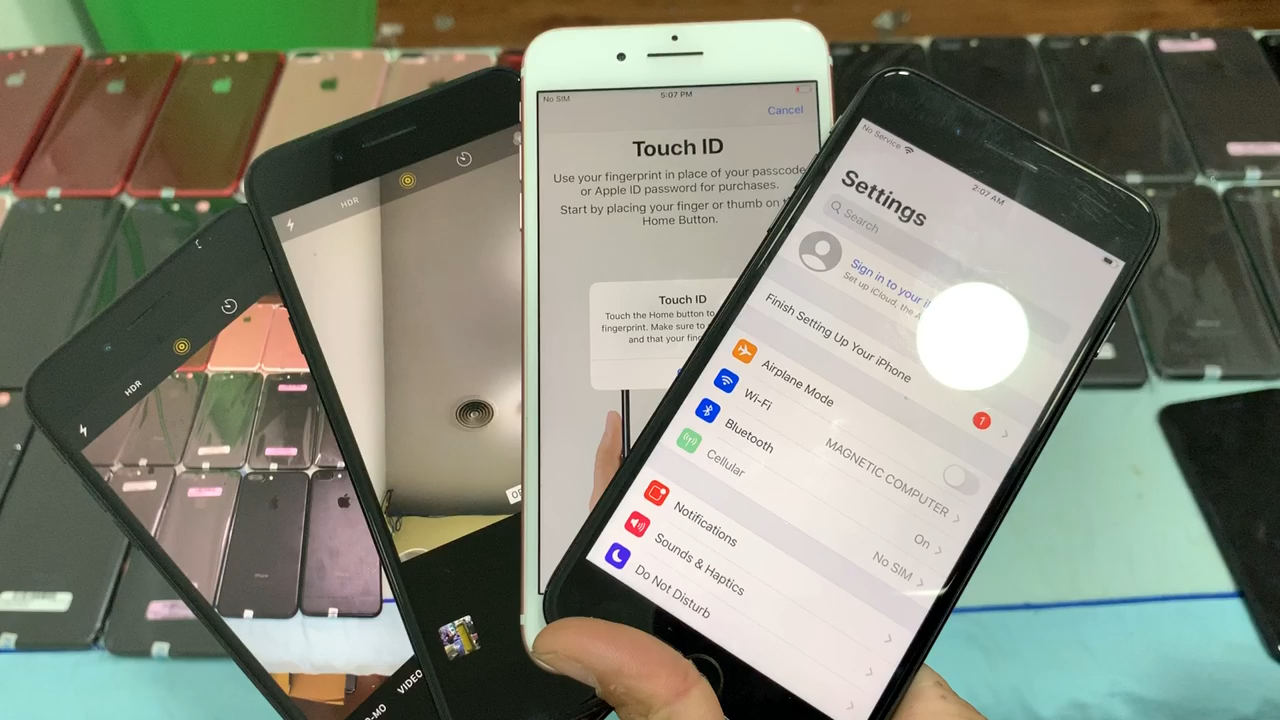 HDR
HDR
VIDEO
No SIM
5:07 PM
Cancel
Touch ID
Use your fingerprint in place of your passcode
or Apple ID password for purchases.
Start by placing your finger or thumb on
Home Button.
Touch ID
Touch the Home button to
fingerprint. Make sure to
and that your
No Service
2:07 AM
Settings
Search
Sign in to your
Set up iCloud, the
Finish Setting Up Your iPhone
1
Airplane Mode
Wi-Fi
MAGNETIC COMPUTER
Bluetooth
On
Cellular
No SIM
Notifications
Sounds & Haptics
Do Not Disturb
iPhone